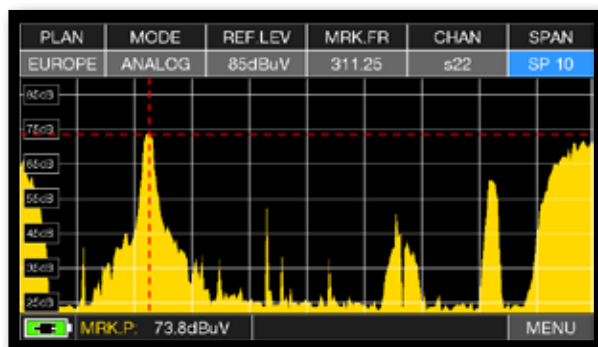 PLAN MODE REF.LEV MRK.FR CHAN SPAN
EUROPE ANALOG 85dBuV 311.25 s22 SP 10
85dB
75dB
65dB
55dB
45dB
35dB
25dB
MRK.P: 73.8dBuV MENU